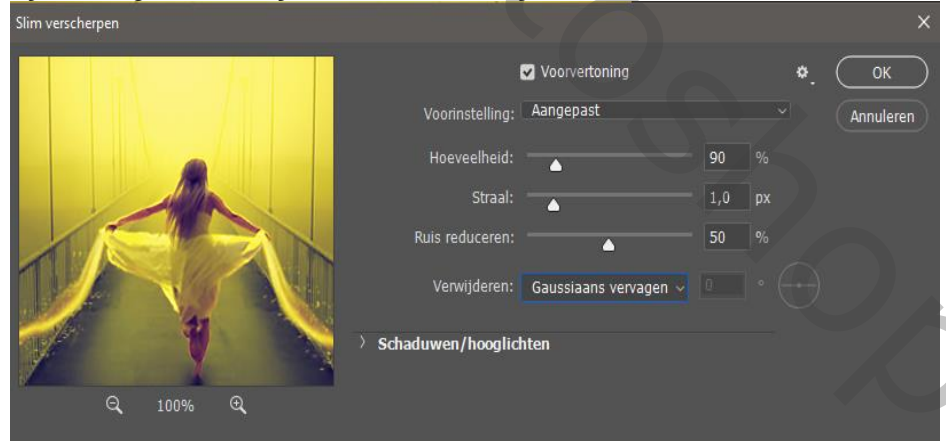 Slim verscherpen
Voorvertoning
OK
Voorinstelling: Aangepast
Annuleren
Hoeveelheid: 90 %
Straal: 1,0 px
Ruis reduceren: 50 %
Verwijderen: Gaussiaans vervagen 0 °
Schaduwen/hooglichten
100%